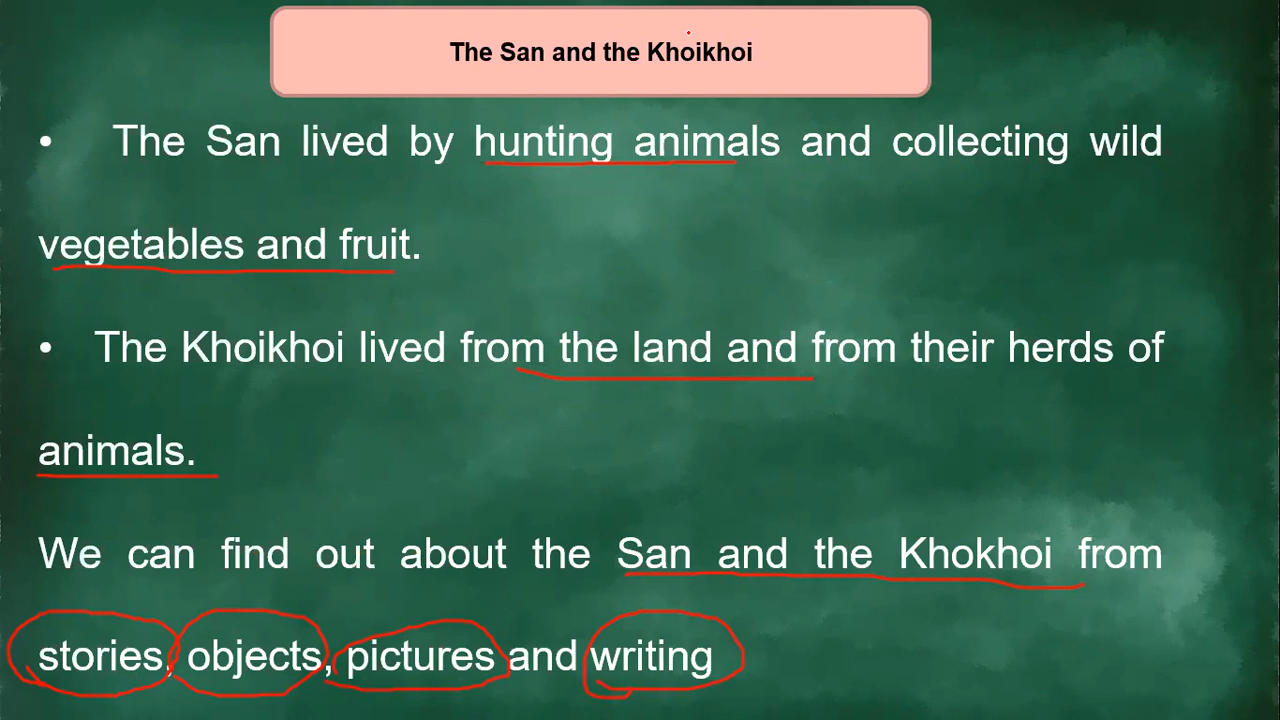 The San and the Khoikhoi
• The San lived by hunting animals and collecting wild
vegetables and fruit.
• The Khoikhoi lived from the land and from their herds of
animals.
We can find out about the San and the Khokhoi from
stories, objects, pictures and writing